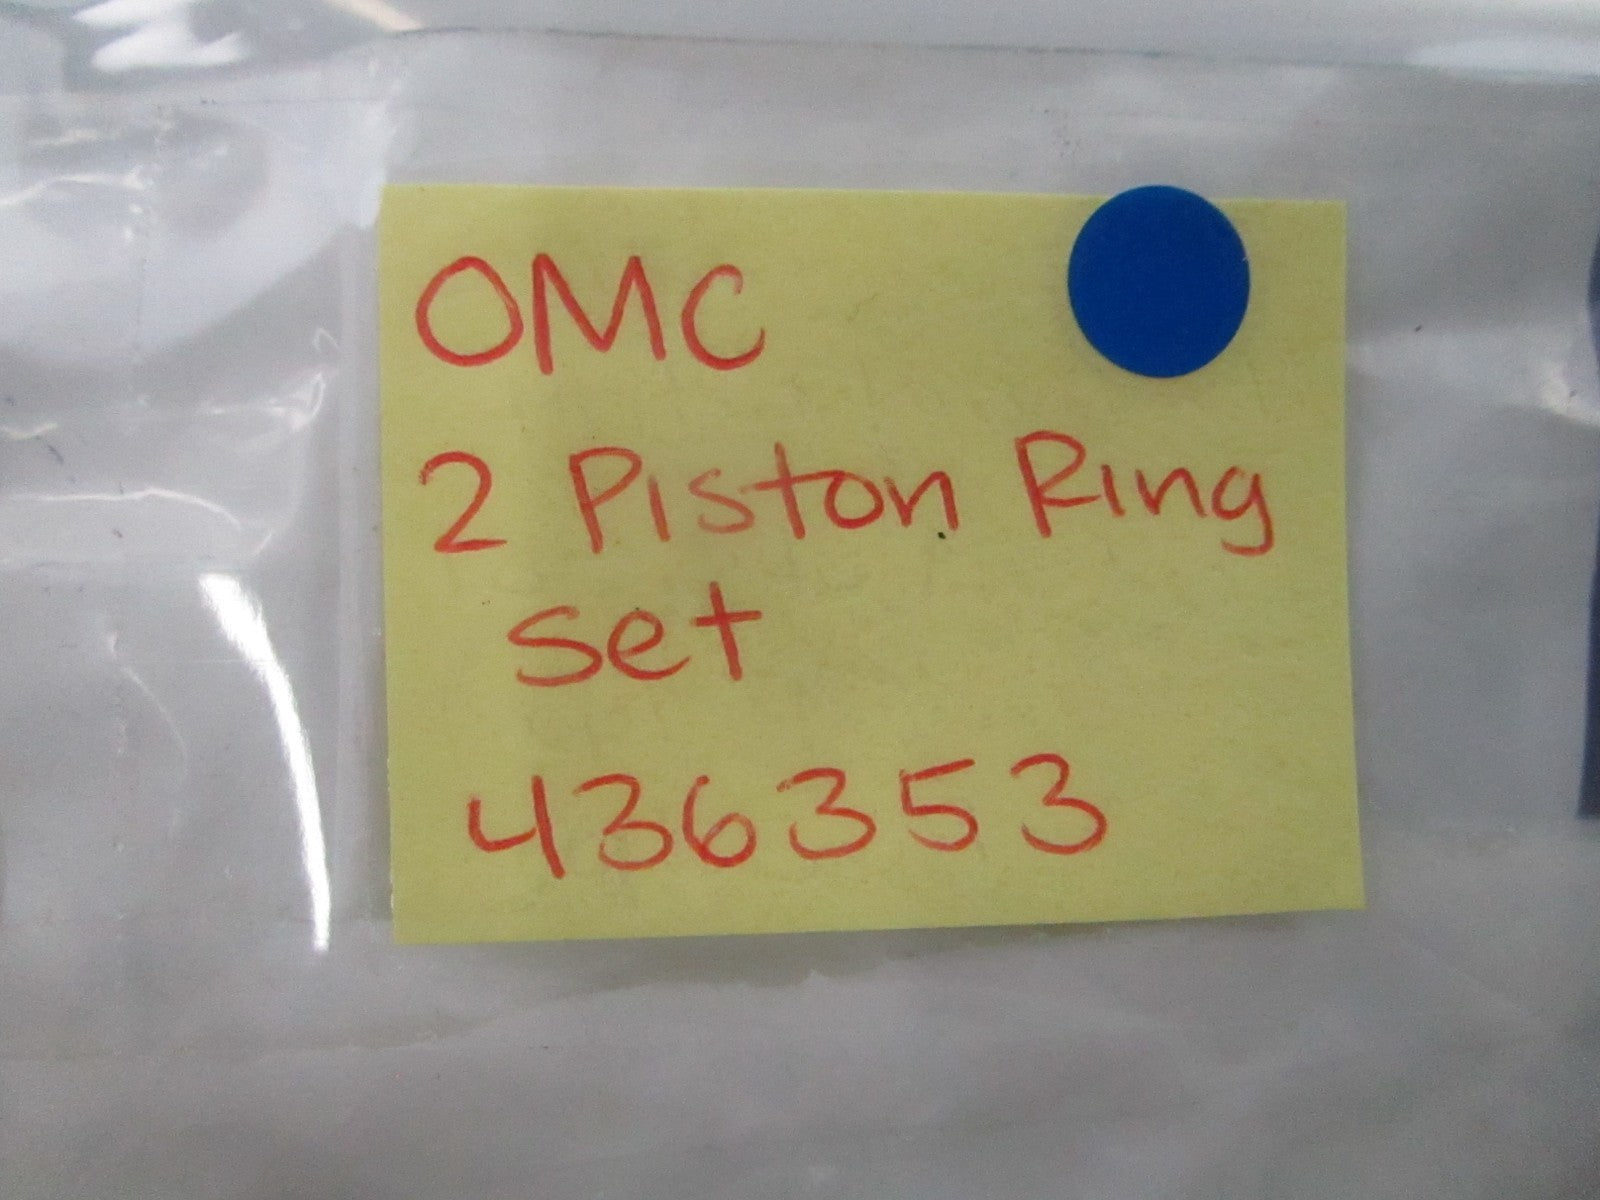 OMC
2 Piston Ring
set
436353